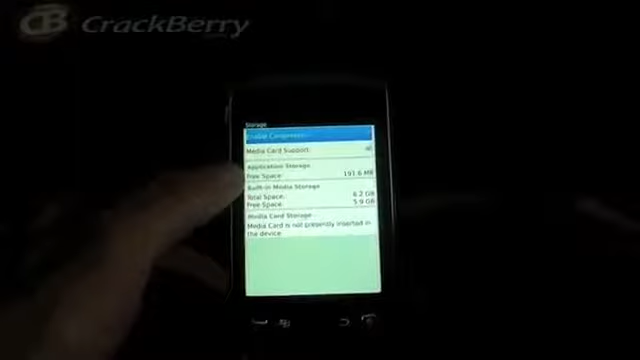 CB CrackBerry
Storage
Enable Compression
Media Card Support:
Application Storage
Free Space: 191.6 MB
Built-in Media Storage
Total Space: 6.2 GB
Free Space: 5.9 GB
Media Card Storage
Media Card is not presently inserted in
the device.